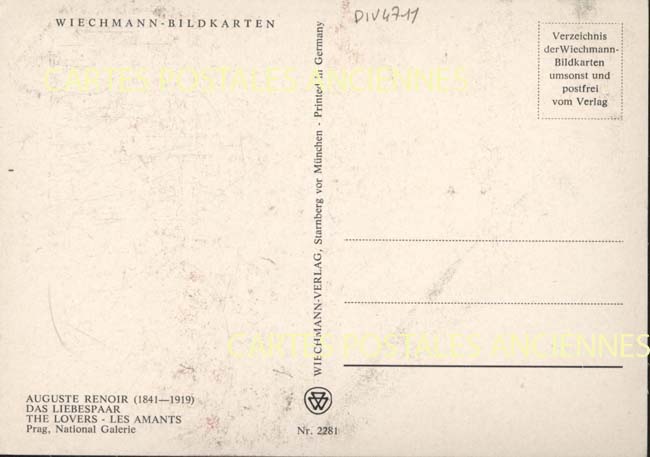 WIECHMANN-BILDKARTEN
DIV47-11
Verzeichnis
der Wiechmann-
Bildkarten
umsonst und
postfrei
vom Verlag
CARTES POSTALES ANCIENNES
WIECHMANN-VERLAG, Starnberg vor München - Printed in Germany
CARTES POSTALES ANCIENNES
AUGUSTE RENOIR (1841—1919)
DAS LIEBESPAAR
THE LOVERS - LES AMANTS
Prag, National Galerie
Nr. 2281